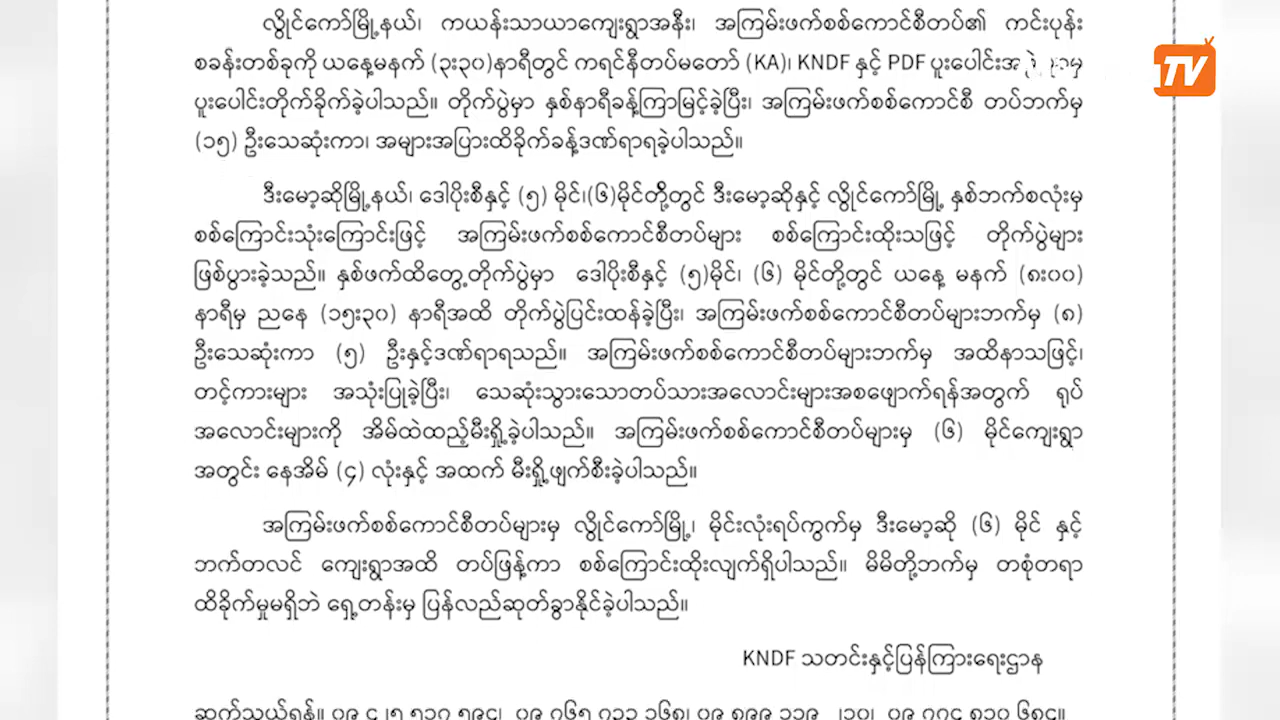 လွိုင်ကော်မြို့နယ်၊ ကယန်းသာယာကျေးရွာအနီး၊ အကြမ်းဖက်စစ်ကောင်စီတပ်၏ ကင်းပုန်း
စခန်းတစ်ခုကို ယနေ့မနက် (၃း၃၀)နာရီတွင် ကရင်နီတပ်မတော် (KA)၊ KNDF နှင့် PDF ပူးပေါင်းအဖွဲ့များမှ
TV
ပူးပေါင်းတိုက်ခိုက်ခဲ့ပါသည်။ တိုက်ပွဲမှာ နှစ်နာရီခန့်ကြာမြင့်ခဲ့ပြီး၊ အကြမ်းဖက်စစ်ကောင်စီ တပ်ဘက်မှ
(၁၅) ဦးသေဆုံးကာ၊ အများအပြားထိခိုက်ခန့်ဒဏ်ရာရခဲ့ပါသည်။
ဒီးမော့ဆိုမြို့နယ်၊ ဒေါပိုးစီနှင့် (၅) မိုင်၊(၆)မိုင်တို့တွင် ဒီးမော့ဆိုနှင့် လွိုင်ကော်မြို့ နှစ်ဘက်စလုံးမှ
စစ်ကြောင်းသုံးကြောင်းဖြင့် အကြမ်းဖက်စစ်ကောင်စီတပ်များ စစ်ကြောင်းထိုးသဖြင့် တိုက်ပွဲများ
ဖြစ်ပွားခဲ့သည်။ နှစ်ဖက်ထိတွေ့တိုက်ပွဲမှာ ဒေါပိုးစီနှင့် (၅)မိုင်၊ (၆) မိုင်တို့တွင် ယနေ့ မနက် (၈း၀၀)
နာရီမှ ညနေ (၁၅း၃၀) နာရီအထိ တိုက်ပွဲပြင်းထန်ခဲ့ပြီး၊ အကြမ်းဖက်စစ်ကောင်စီတပ်များဘက်မှ (၈)
ဦးသေဆုံးကာ (၅) ဦးနှင့်ဒဏ်ရာရသည်။ အကြမ်းဖက်စစ်ကောင်စီတပ်များဘက်မှ အထိနာသဖြင့်၊
တင့်ကားများ အသုံးပြုခဲ့ပြီး၊ သေဆုံးသွားသောတပ်သားအလောင်းများအစဖျောက်ရန်အတွက် ရုပ်
အလောင်းများကို အိမ်ထဲထည့်မီးရှို့ခဲ့ပါသည်။ အကြမ်းဖက်စစ်ကောင်စီတပ်များမှ (၆) မိုင်ကျေးရွာ
အတွင်း နေအိမ် (၄) လုံးနှင့် အထက် မီးရှို့ဖျက်စီးခဲ့ပါသည်။
အကြမ်းဖက်စစ်ကောင်စီတပ်များမှ လွိုင်ကော်မြို့၊ မိုင်းလုံးရပ်ကွက်မှ ဒီးမော့ဆို (၆) မိုင် နှင့်
ဘက်တလင် ကျေးရွာအထိ တပ်ဖြန့်ကာ စစ်ကြောင်းထိုးလျက်ရှိပါသည်။ မိမိတို့ဘက်မှ တစုံတရာ
ထိခိုက်မှုမရှိဘဲ ရှေ့တန်းမှ ပြန်လည်ဆုတ်ခွာနိုင်ခဲ့ပါသည်။
KNDF သတင်းနှင့်ပြန်ကြားရေးဌာန
ဆက်သွယ်ရန်။